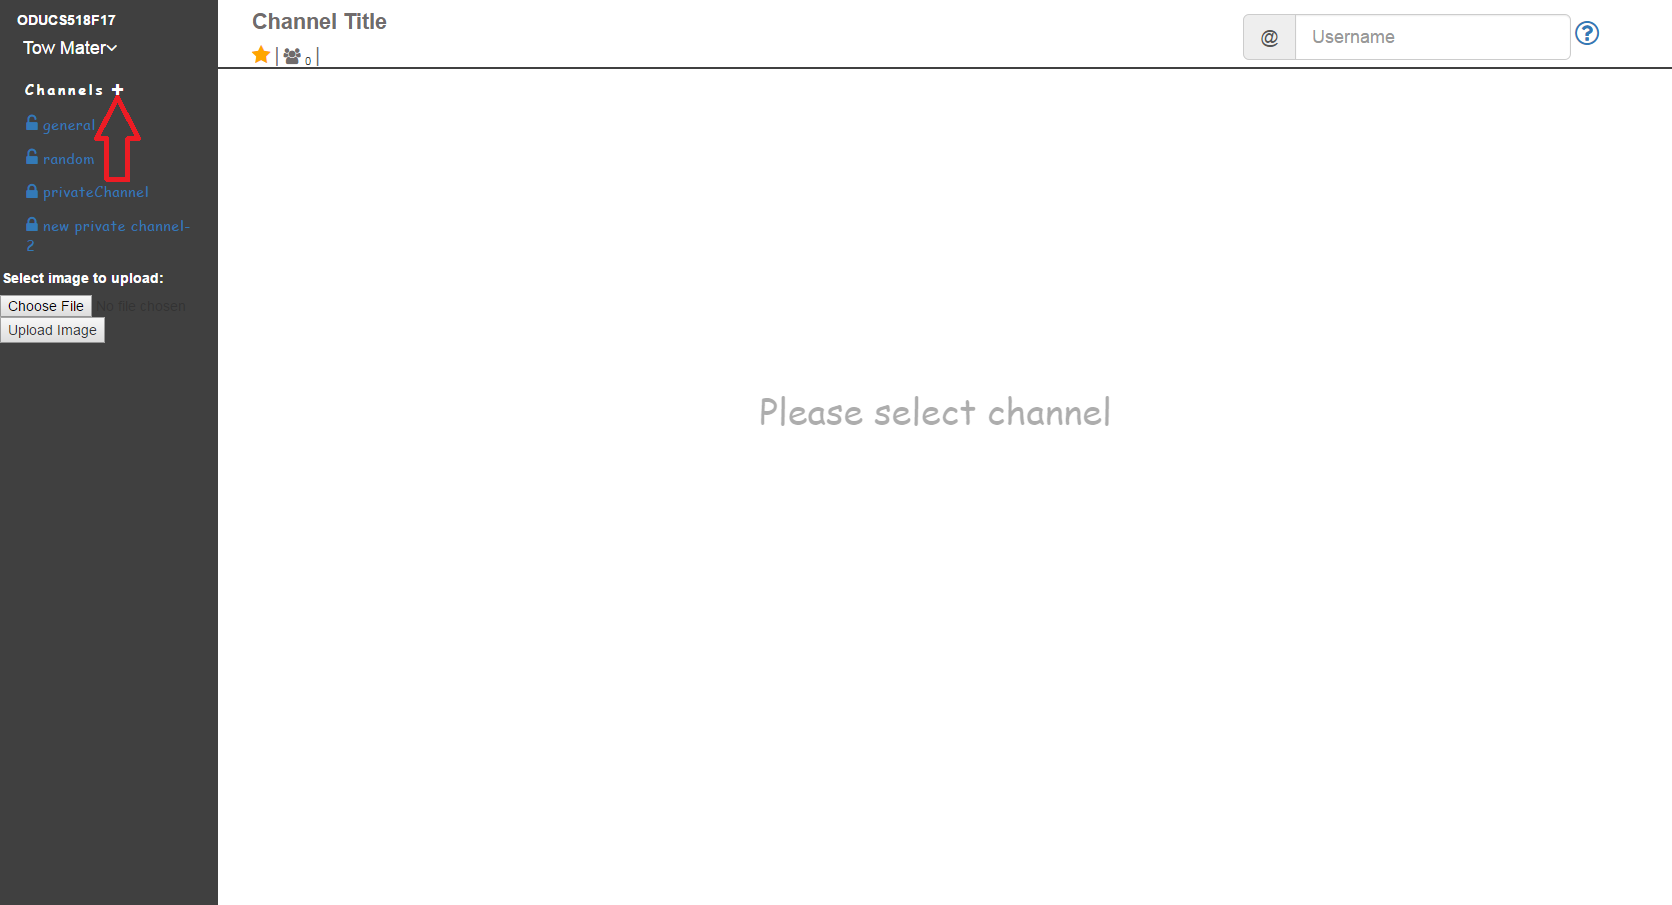 ODUCS518F17
Tow Mater
Channels +
general
random
privateChannel
new private channel-
2
Select image to upload:
Choose File No file chosen
Upload Image
Channel Title
| 0 |
@ Username
?
Please select channel